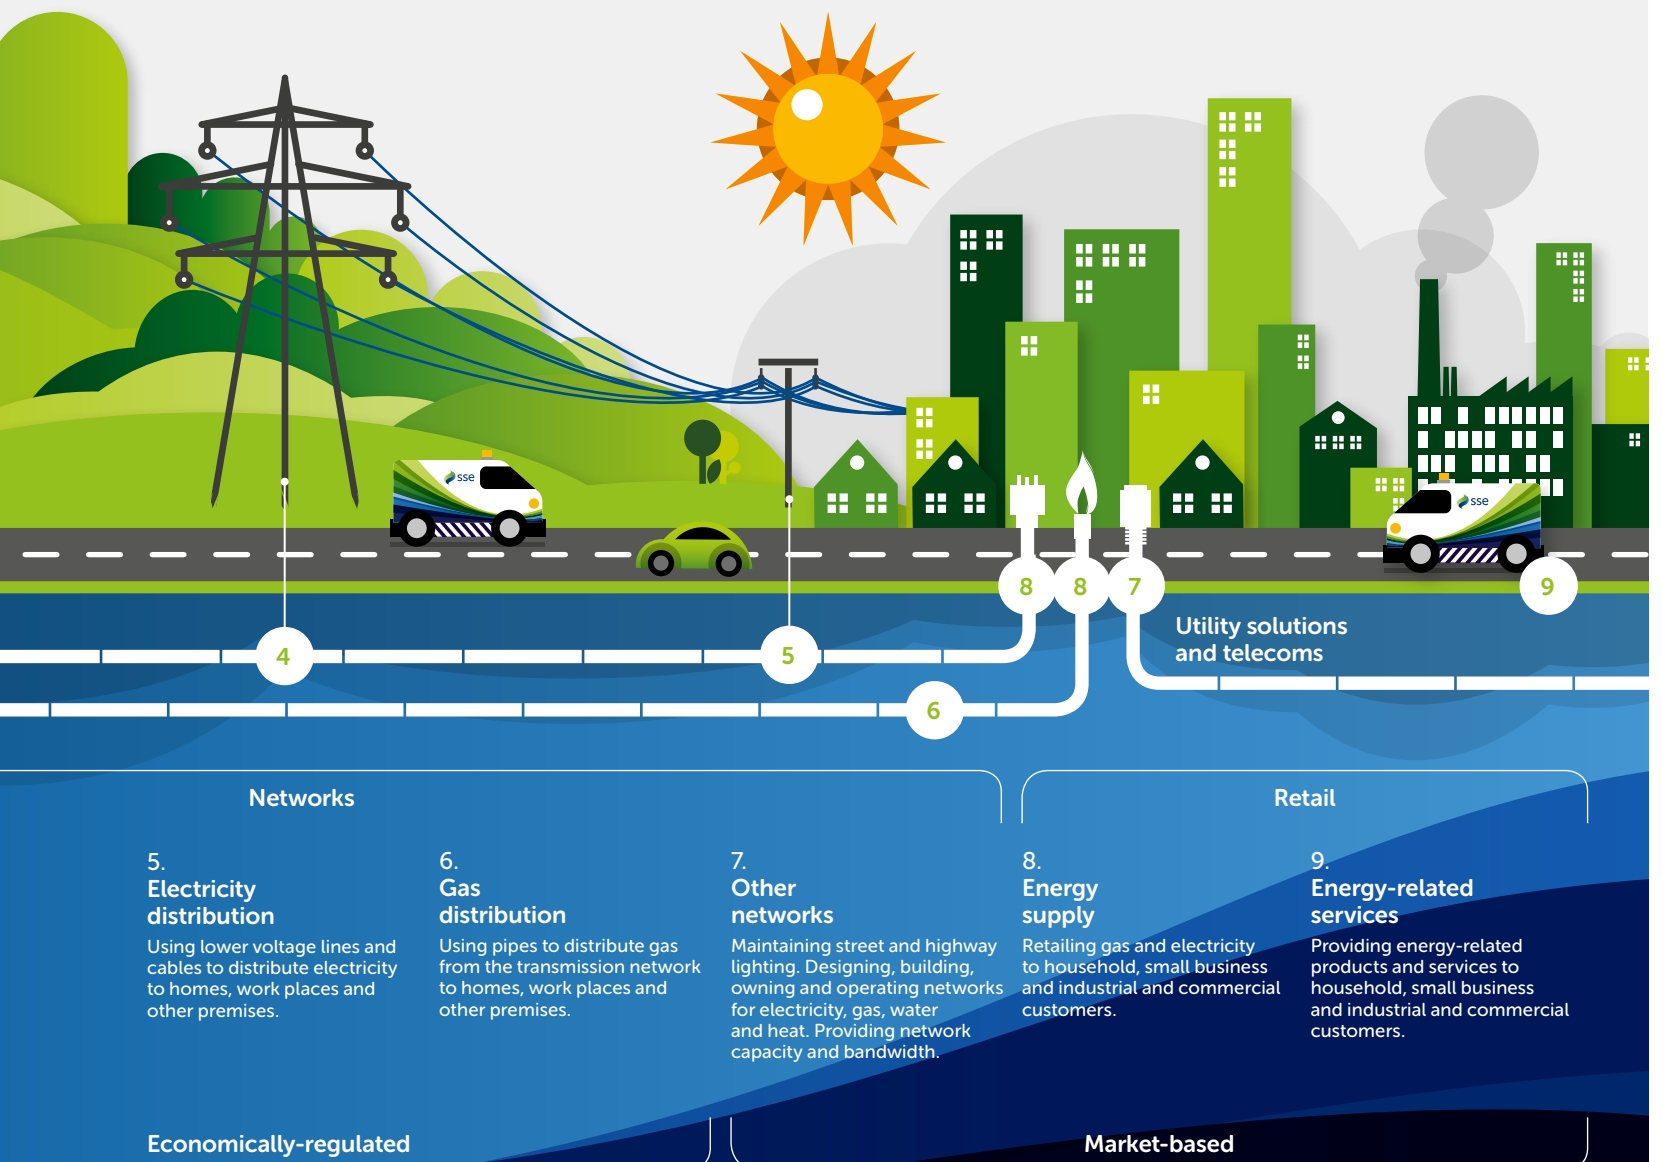 sse
sse
8
8
7
9
Utility solutions
and telecoms
4
5
6
Networks
Retail
5.
Electricity
distribution
Using lower voltage lines and
cables to distribute electricity
to homes, work places and
other premises.
6.
Gas
distribution
Using pipes to distribute gas
from the transmission network
to homes, work places and
other premises.
7.
Other
networks
Maintaining street and highway
lighting. Designing, building,
owning and operating networks
for electricity, gas, water
and heat. Providing network
capacity and bandwidth.
8.
Energy
supply
Retailing gas and electricity
to household, small business
and industrial and commercial
customers.
9.
Energy-related
services
Providing energy-related
products and services to
household, small business
and industrial and commercial
customers.
Economically-regulated
Market-based